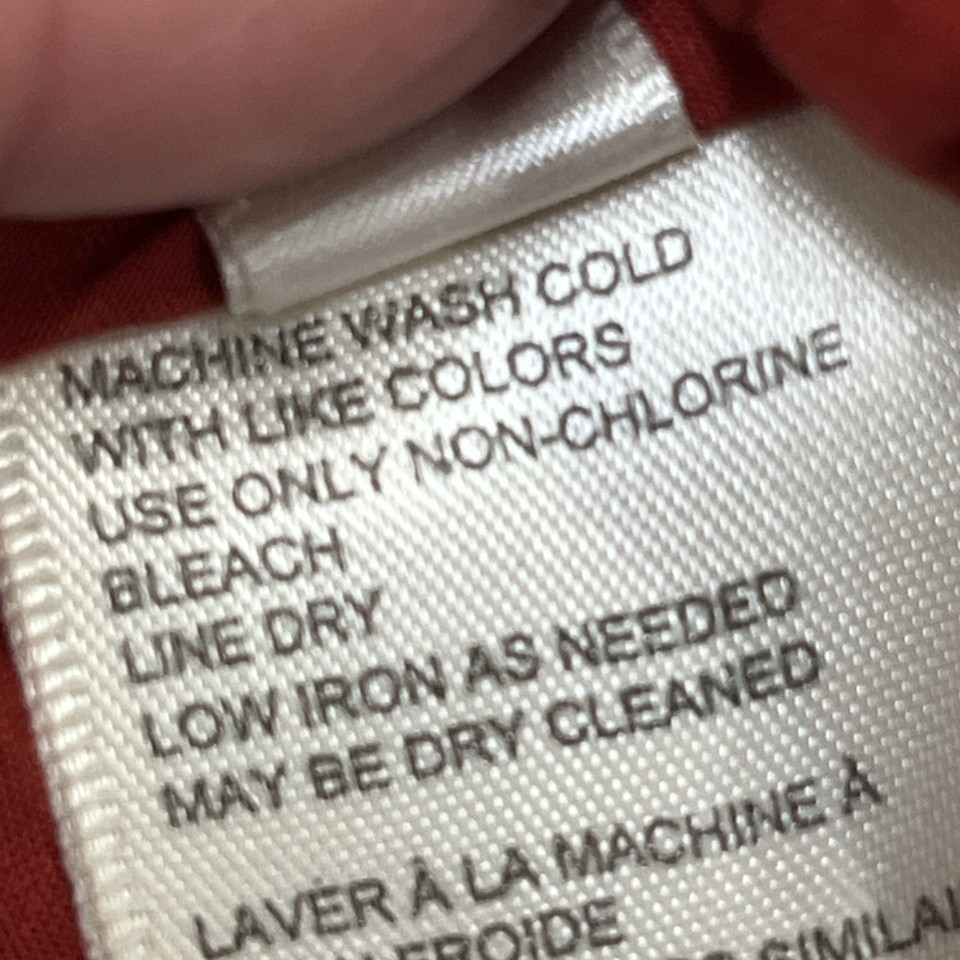 MACHINE WASH COLD
WITH LIKE COLORS
USE ONLY NON-CHLORINE
BLEACH
LINE DRY
LOW IRON AS NEEDED
MAY BE DRY CLEANED
LAVER À LA MACHINE À
FROIDE